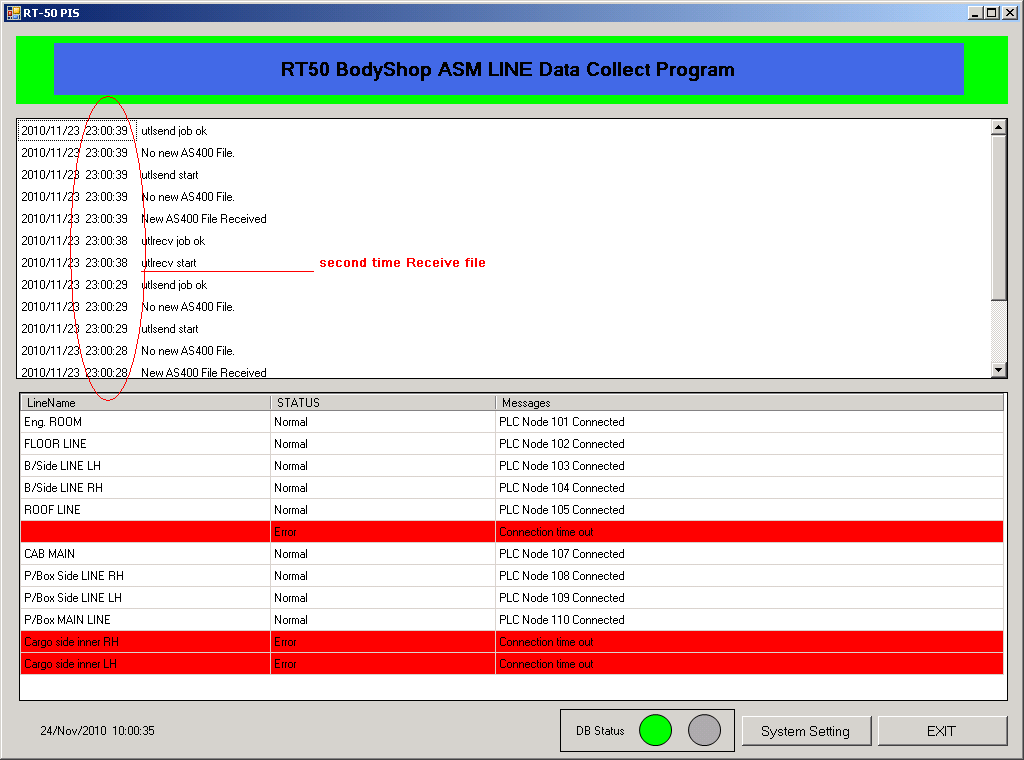 RT-50 PIS
RT50 BodyShop ASM LINE Data Collect Program
2010/11/23 23:00:39 utlsend job ok
2010/11/23 23:00:39 No new AS400 File.
2010/11/23 23:00:39 utlsend start
2010/11/23 23:00:39 No new AS400 File.
2010/11/23 23:00:39 New AS400 File Received
2010/11/23 23:00:38 utlrecv job ok
2010/11/23 23:00:38 utlrecv start second time Receive file
2010/11/23 23:00:29 utlsend job ok
2010/11/23 23:00:29 No new AS400 File.
2010/11/23 23:00:29 utlsend start
2010/11/23 23:00:28 No new AS400 File.
2010/11/23 23:00:28 New AS400 File Received
LineName STATUS Messages
Eng. ROOM Normal PLC Node 101 Connected
FLOOR LINE Normal PLC Node 102 Connected
B/Side LINE LH Normal PLC Node 103 Connected
B/Side LINE RH Normal PLC Node 104 Connected
ROOF LINE Normal PLC Node 105 Connected
Error Connection time out
CAB MAIN Normal PLC Node 107 Connected
P/Box Side LINE RH Normal PLC Node 108 Connected
P/Box Side LINE LH Normal PLC Node 109 Connected
P/Box MAIN LINE Normal PLC Node 110 Connected
Cargo side inner RH Error Connection time out
Cargo side inner LH Error Connection time out
24/Nov/2010 10:00:35 DB Status System Setting EXIT